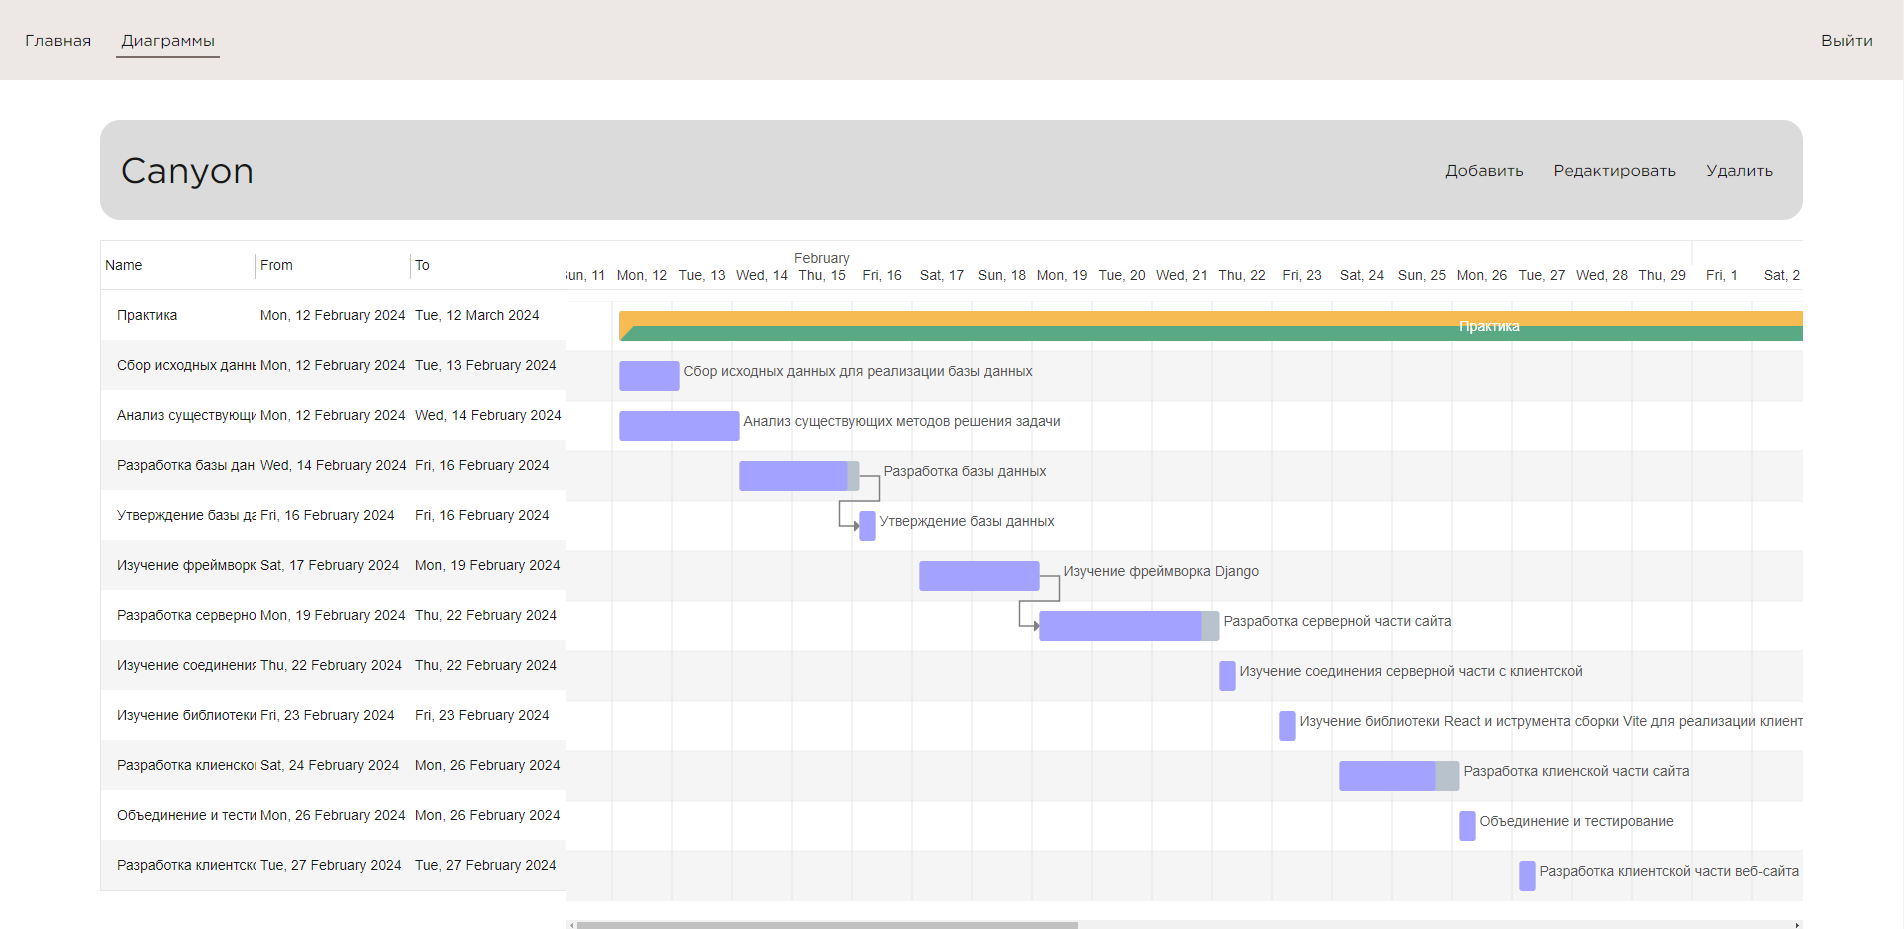 Главная Диаграммы Выйти
Canyon Добавить Редактировать Удалить
February
Name From To Sun, 11 Mon, 12 Tue, 13 Wed, 14 Thu, 15 Fri, 16 Sat, 17 Sun, 18 Mon, 19 Tue, 20 Wed, 21 Thu, 22 Fri, 23 Sat, 24 Sun, 25 Mon, 26 Tue, 27 Wed, 28 Thu, 29 Fri, 1 Sat, 2
Практика Mon, 12 February 2024 Tue, 12 March 2024 Практика
Сбор исходных данн Mon, 12 February 2024 Tue, 13 February 2024 Сбор исходных данных для реализации базы данных
Анализ существующи Mon, 12 February 2024 Wed, 14 February 2024 Анализ существующих методов решения задачи
Разработка базы дан Wed, 14 February 2024 Fri, 16 February 2024 Разработка базы данных
Утверждение базы да Fri, 16 February 2024 Fri, 16 February 2024 Утверждение базы данных
Изучение фреймворк Sat, 17 February 2024 Mon, 19 February 2024 Изучение фреймворка Django
Разработка серверно Mon, 19 February 2024 Thu, 22 February 2024 Разработка серверной части сайта
Изучение соединения Thu, 22 February 2024 Thu, 22 February 2024 Изучение соединения серверной части с клиентской
Изучение библиотеки Fri, 23 February 2024 Fri, 23 February 2024 Изучение библиотеки React и иструмента сборки Vite для реализации клиент
Разработка клиенско Sat, 24 February 2024 Mon, 26 February 2024 Разработка клиенской части сайта
Объединение и тести Mon, 26 February 2024 Mon, 26 February 2024 Объединение и тестирование
Разработка клиентс Tue, 27 February 2024 Tue, 27 February 2024 Разработка клиентской части веб-сайта